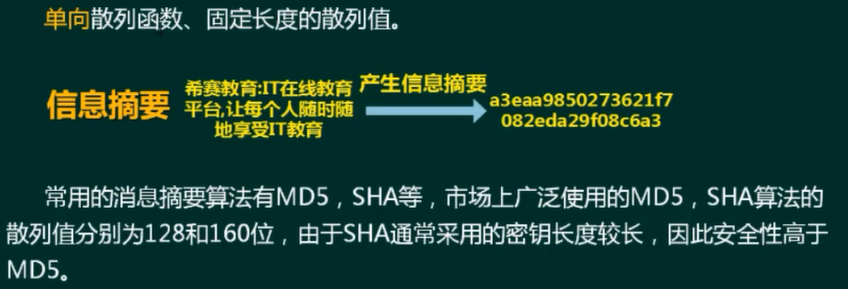 单向散列函数、固定长度的散列值。
信息摘要
希赛教育:IT在线教育
平台,让每个人随时随
地享受IT教育
产生信息摘要
a3eaa9850273621f7
082eda29f08c6a3
常用的消息摘要算法有MD5，SHA等，市场上广泛使用的MD5，SHA算法的
散列值分别为128和160位，由于SHA通常采用的密钥长度较长，因此安全性高于
MD5。